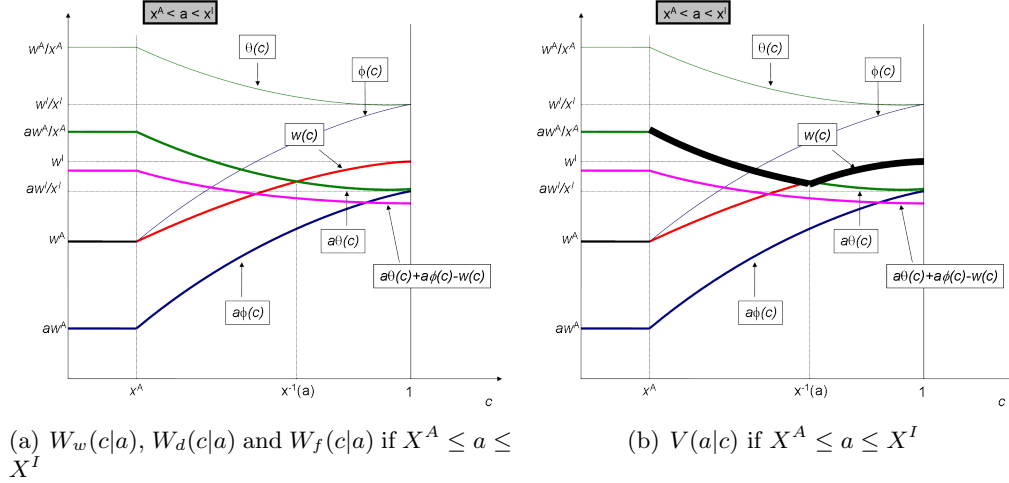 x^A < a < x^I
w^A/x^A
θ(c)
ϕ(c)
w^I/x^I
aw^A/x^A
w(c)
w^I
aw^I/x^I
w^A
aθ(c)
aθ(c)+aϕ(c)-w(c)
aϕ(c)
aw^A
x^A
x^-1(a)
1
c
(a) W_w(c|a), W_d(c|a) and W_f(c|a) if X^A ≤ a ≤
X^I
x^A < a < x^I
w^A/x^A
θ(c)
ϕ(c)
w^I/x^I
aw^A/x^A
w(c)
w^I
aw^I/x^I
w^A
aθ(c)
aθ(c)+aϕ(c)-w(c)
aϕ(c)
aw^A
x^A
x^-1(a)
1
c
(b) V(a|c) if X^A ≤ a ≤ X^I